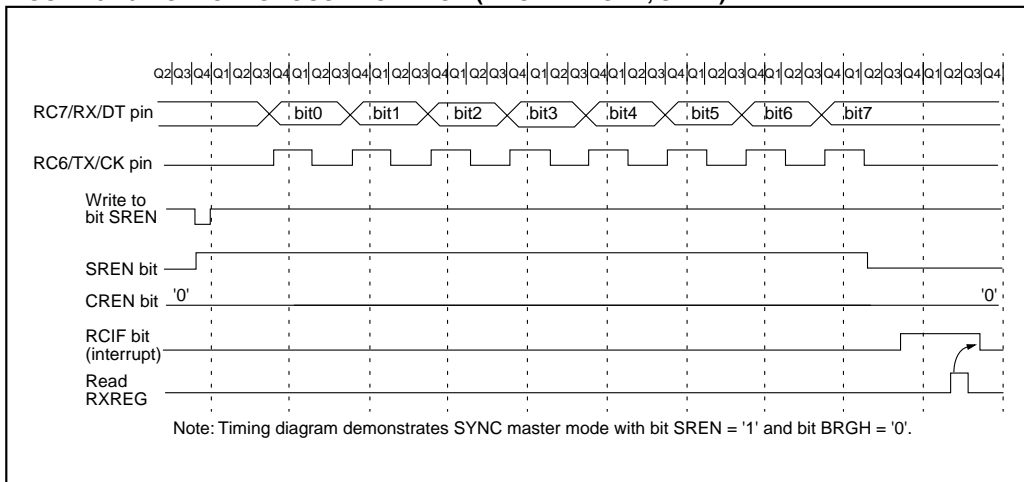 Q2|Q3|Q4|Q1|Q2|Q3|Q4|Q1|Q2|Q3|Q4|Q1|Q2|Q3|Q4|Q1|Q2|Q3|Q4|Q1|Q2|Q3|Q4|Q1|Q2|Q3|Q4|Q1|Q2|Q3|Q4|Q1|Q2|Q3|Q4|Q1|Q2|Q3|Q4|Q1|Q2|Q3|Q4|
RC7/RX/DT pin bit0 bit1 bit2 bit3 bit4 bit5 bit6 bit7
RC6/TX/CK pin
Write to
bit SREN
SREN bit
CREN bit '0' '0'
RCIF bit
(interrupt)
Read
RXREG
Note: Timing diagram demonstrates SYNC master mode with bit SREN = '1' and bit BRGH = '0'.